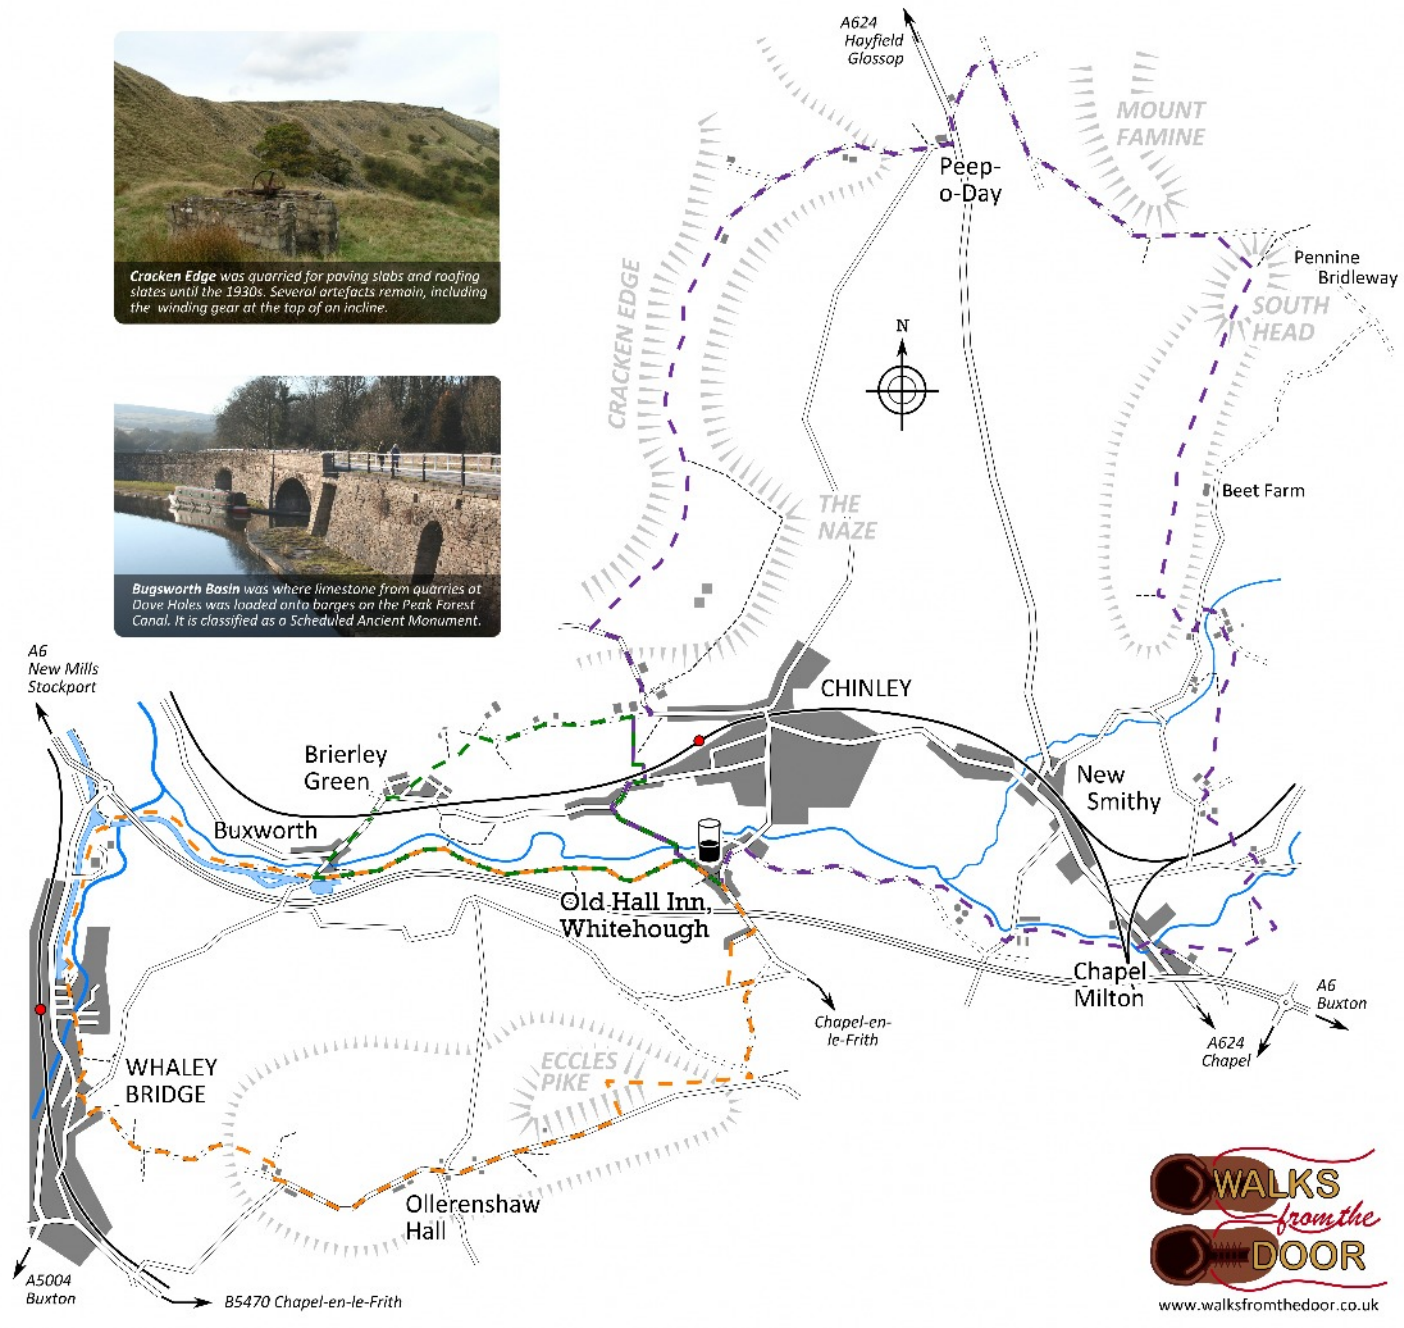 A624
Hayfield
Glossop
MOUNT
FAMINE
Peep-
o-Day
Cracken Edge was quarried for paving slabs and roofing
slates until the 1930s. Several artefacts remain, including
the winding gear at the top of an incline.
Pennine
Bridleway
SOUTH
HEAD
CRACKEN EDGE
N
Beet Farm
THE
NAZE
Bugsworth Basin was where limestone from quarries at
Dove Holes was loaded onto barges on the Peak Forest
Canal. It is classified as a Scheduled Ancient Monument.
A6
New Mills
Stockport
CHINLEY
Brierley
Green
New
Smithy
Buxworth
Old Hall Inn,
Whitehough
Chapel
Milton
A6
Buxton
Chapel-en-
le-Frith
A624
Chapel
ECCLES
PIKE
WHALEY
BRIDGE
Ollerenshaw
Hall
WALKS
from the
DOOR
www.walksfromthedoor.co.uk
A5004
Buxton
B5470 Chapel-en-le-Frith